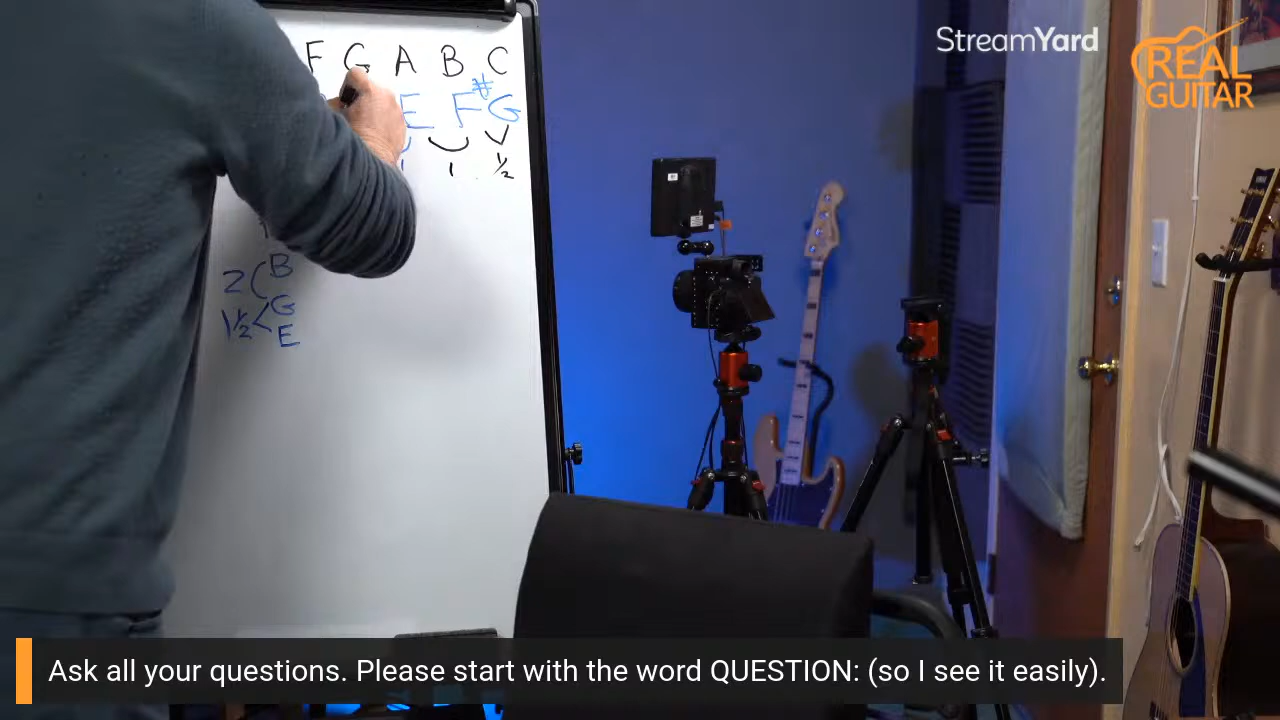 StreamYard
REAL
GUITAR
F G A B C
E F# G
1 1 ½
2 B
G
1½ E
Ask all your questions. Please start with the word QUESTION: (so I see it easily).